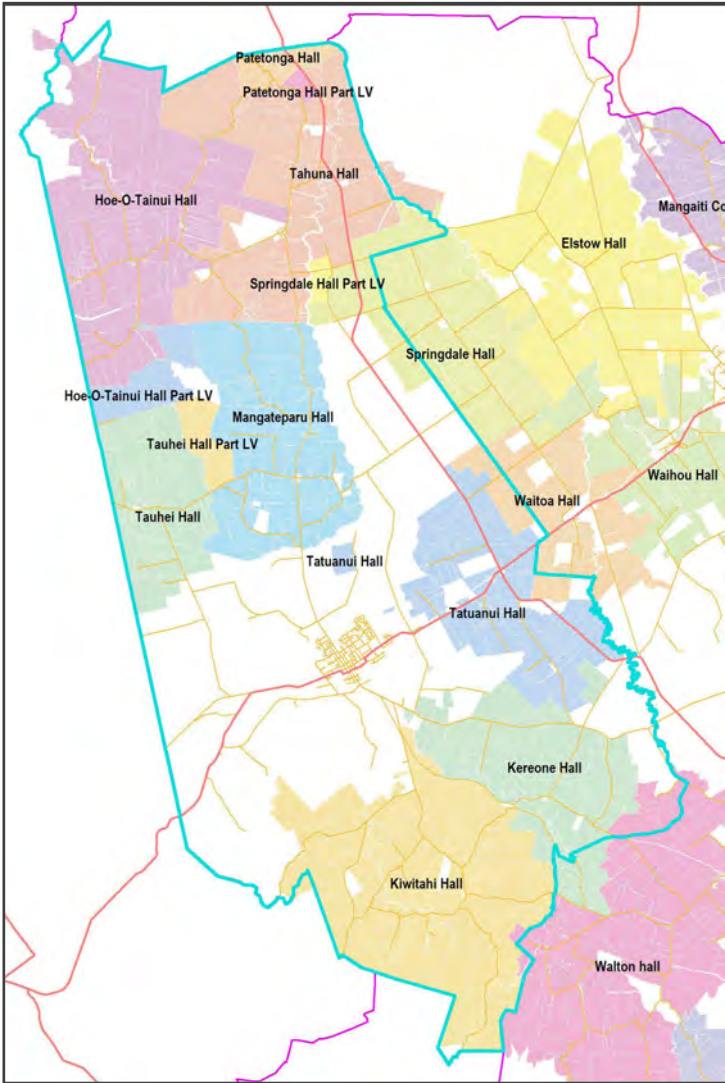 Patetonga Hall
Patetonga Hall Part LV
Tahuna Hall
Hoe-O-Tainui Hall
Mangaiti Co
Elstow Hall
Springdale Hall Part LV
Springdale Hall
Hoe-O-Tainui Hall Part LV
Mangateparu Hall
Tauhei Hall Part LV
Waihou Hall
Waitoa Hall
Tauhei Hall
Tatuanui Hall
Tatuanui Hall
Kereone Hall
Kiwitahi Hall
Walton hall